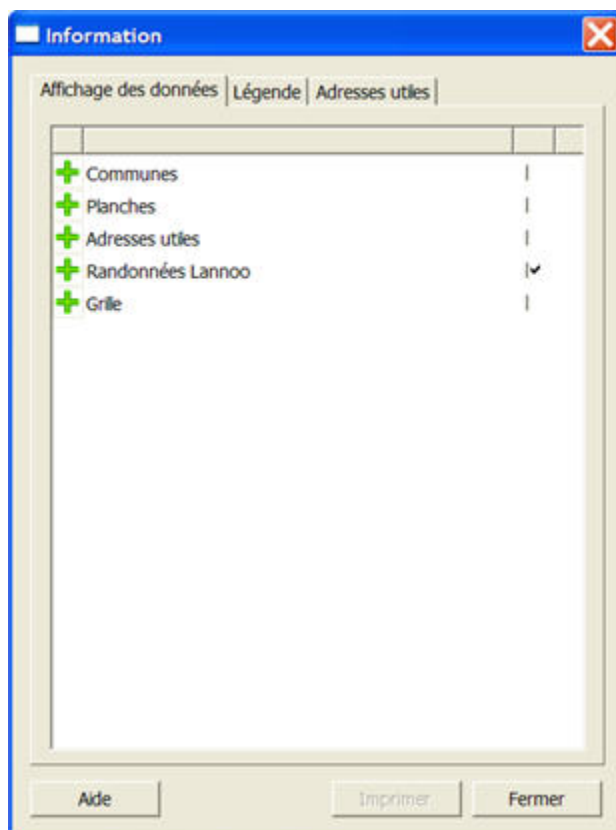 Information
Affichage des données Légende Adresses utiles
Communes
Planches
Adresses utiles
Randonnées Lannoo
Grille
Aide Imprimer Fermer